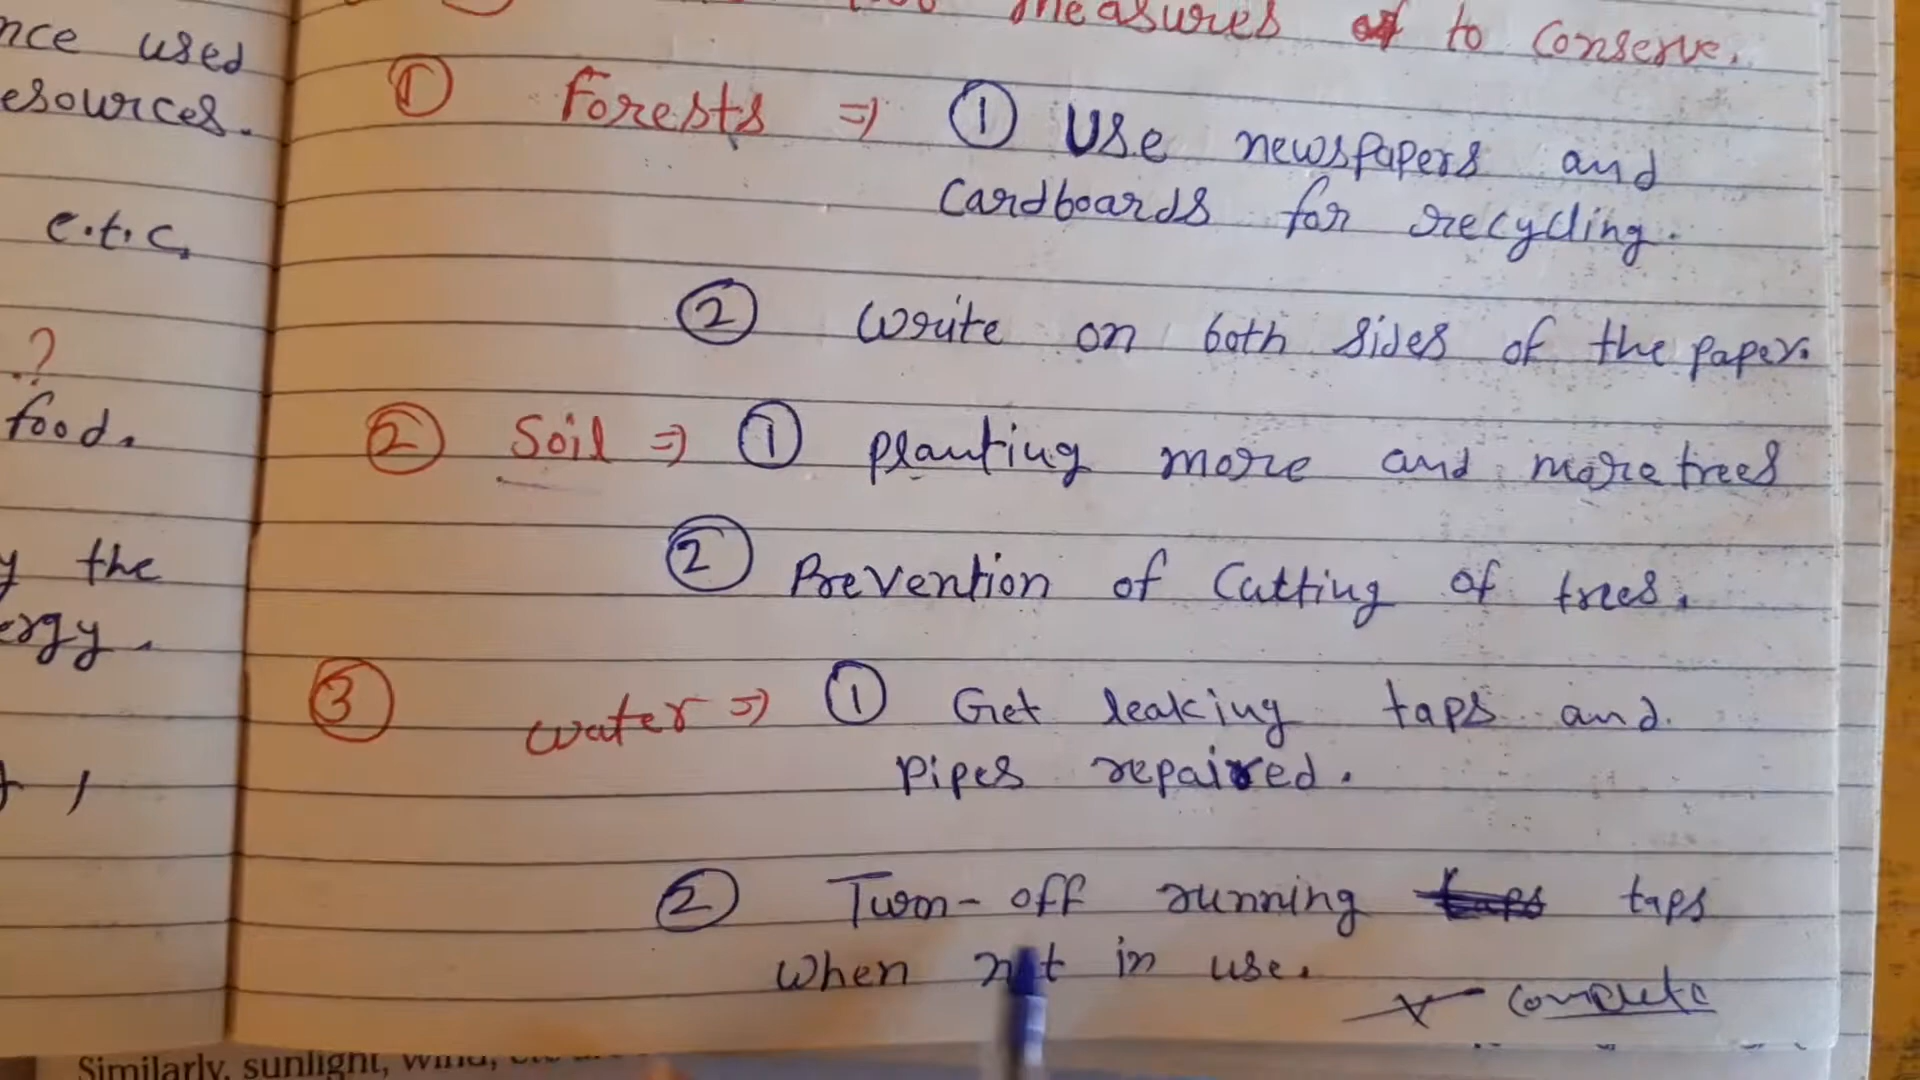 nce used
esources.
e.t.c,
?
food.
y the
ergy.
measures to conserve.
① Forests ⇒ ① Use newspapers and
Cardboards for recycling.
② Write on both sides of the paper.
② Soil ⇒ ① planting more and more trees
② Prevention of Cutting of trees.
③ water ⇒ ① Get leaking taps and
Pipes repaired.
② Turn-off running taps taps
when not in use.
Complete
Similarly, sunlight, wind, etc